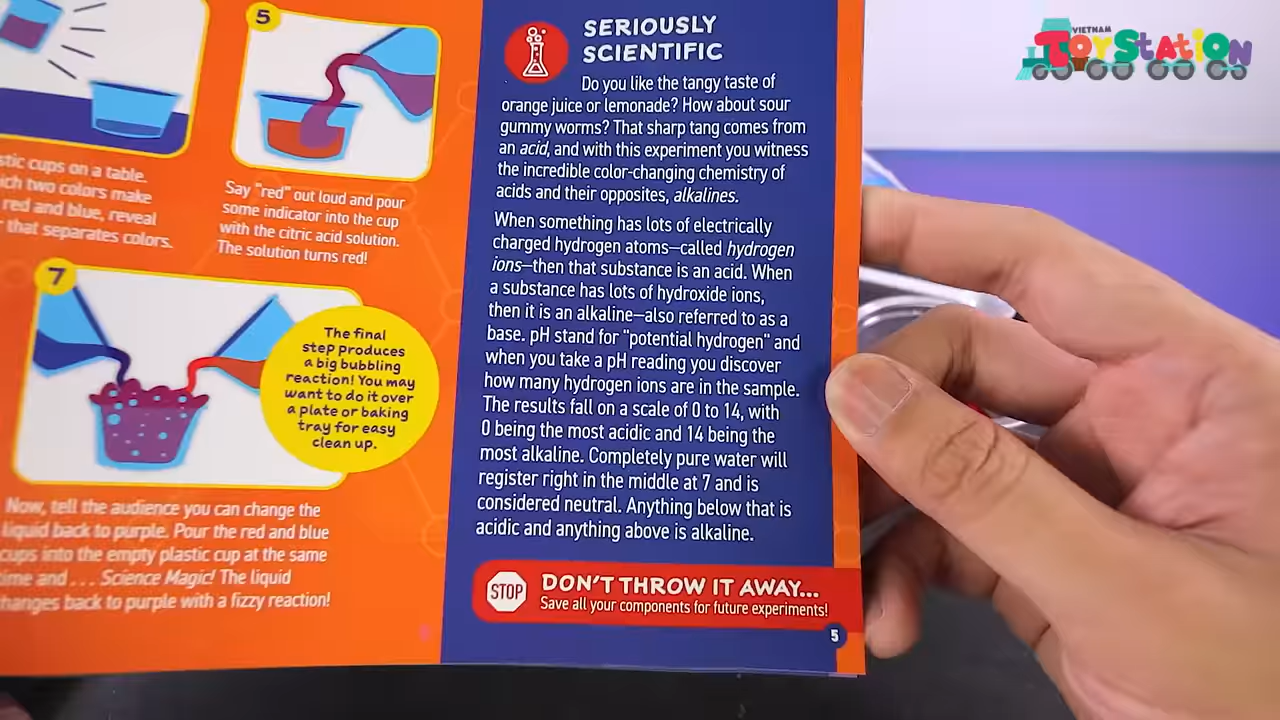 5
stic cups on a table.
ich two colors make
red and blue, reveal
that separates colors.
Say "red" out loud and pour
some indicator into the cup
with the citric acid solution.
The solution turns red!
7
The final
step produces
a big bubbling
reaction! You may
want to do it over
a plate or baking
tray for easy
clean up.
Now, tell the audience you can change the
liquid back to purple. Pour the red and blue
cups into the empty plastic cup at the same
time and... Science Magic! The liquid
changes back to purple with a fizzy reaction!
SERIOUSLY
SCIENTIFIC
Do you like the tangy taste of
orange juice or lemonade? How about sour
gummy worms? That sharp tang comes from
an acid, and with this experiment you witness
the incredible color-changing chemistry of
acids and their opposites, alkalines.
When something has lots of electrically
charged hydrogen atoms—called hydrogen
ions—then that substance is an acid. When
a substance has lots of hydroxide ions,
then it is an alkaline—also referred to as a
base. pH stand for "potential hydrogen" and
when you take a pH reading you discover
how many hydrogen ions are in the sample.
The results fall on a scale of 0 to 14, with
0 being the most acidic and 14 being the
most alkaline. Completely pure water will
register right in the middle at 7 and is
considered neutral. Anything below that is
acidic and anything above is alkaline.
STOP
DON'T THROW IT AWAY...
Save all your components for future experiments!
5
VIETNAM
ToyStation